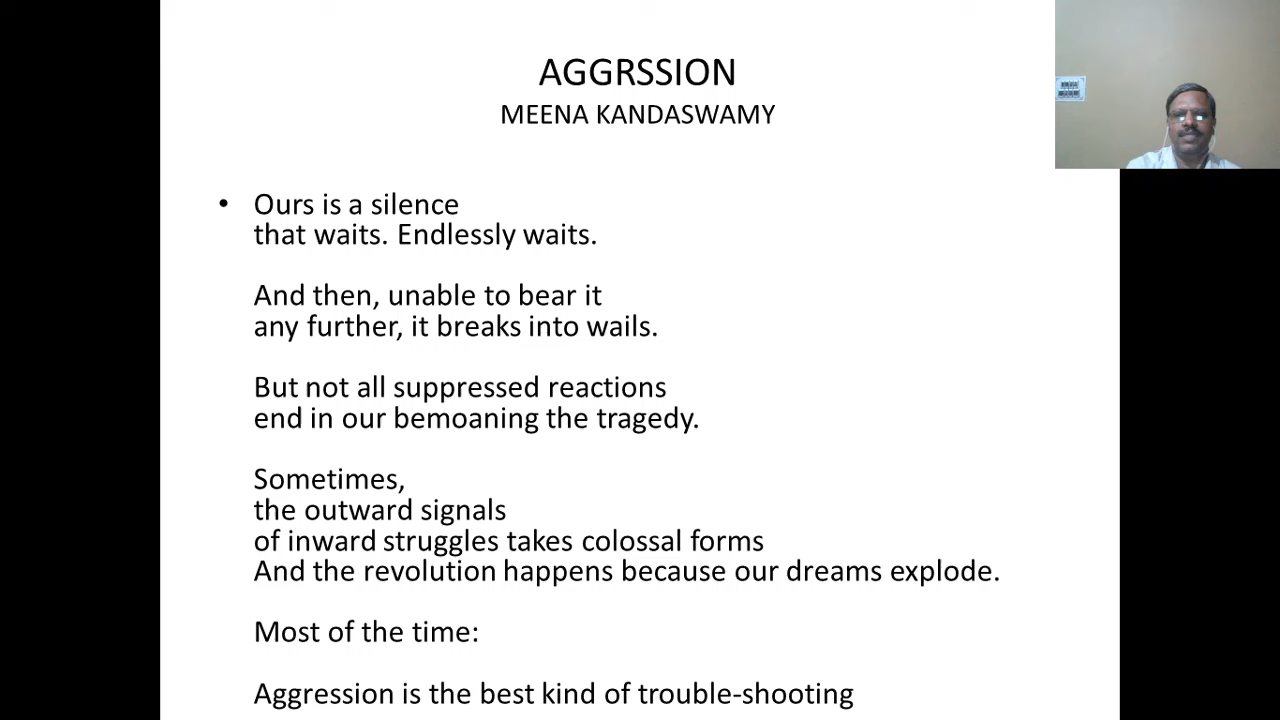 AGGRSSION
MEENA KANDASWAMY
• Ours is a silence
that waits. Endlessly waits.
And then, unable to bear it
any further, it breaks into wails.
But not all suppressed reactions
end in our bemoaning the tragedy.
Sometimes,
the outward signals
of inward struggles takes colossal forms
And the revolution happens because our dreams explode.
Most of the time:
Aggression is the best kind of trouble-shooting